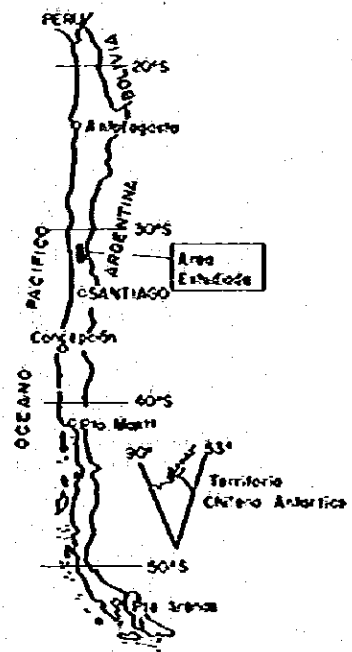 PERU
BOLIVIA
20°S
Antofagasta
30°S
ARGENTINA
Area
Estudiada
PACIFICO
SANTIAGO
Concepción
OCEANO
40°S
Pto. Montt
90°
53°
Territorio
Chileno Antártico
50°S
Pta Arenas